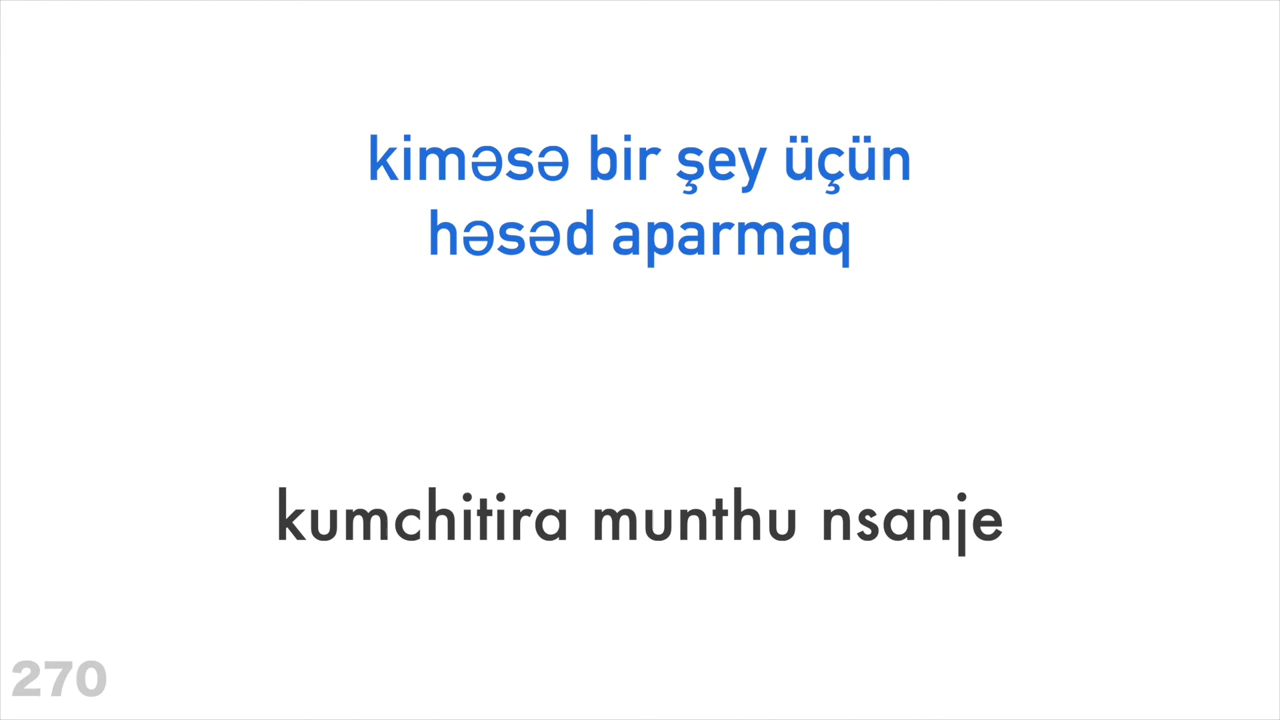 kiməsə bir şey üçün
həsəd aparmaq
kumchitira munthu nsanje
270